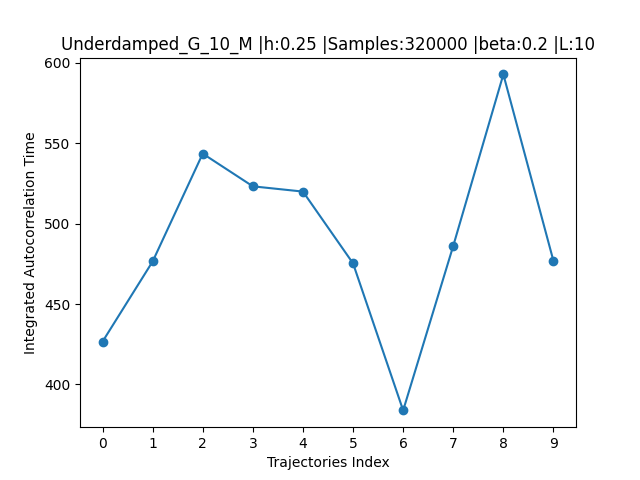 Underdamped_G_10_M |h:0.25 |Samples:320000 |beta:0.2 |L:10
600
550
500
450
400
Integrated Autocorrelation Time
0 1 2 3 4 5 6 7 8 9
Trajectories Index